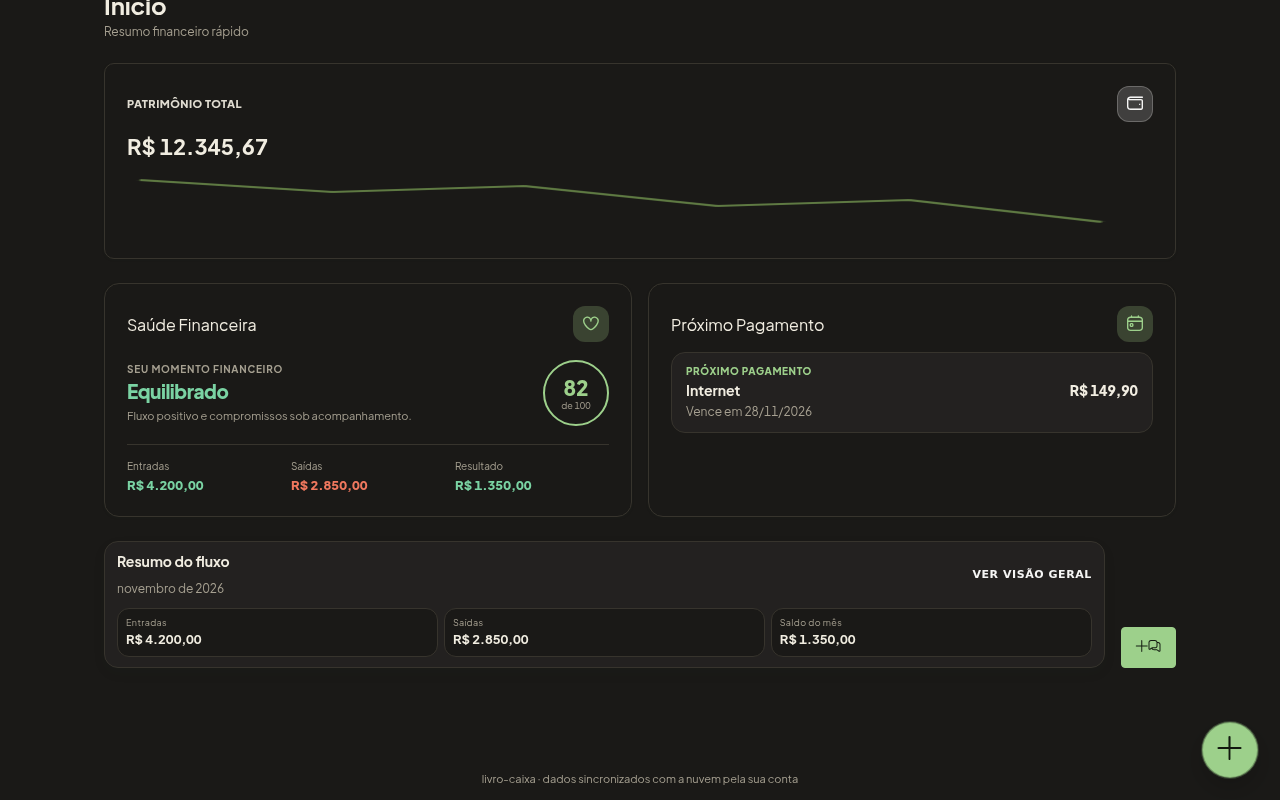 Início
Resumo financeiro rápido
PATRIMÔNIO TOTAL
R$ 12.345,67
Saúde Financeira
SEU MOMENTO FINANCEIRO
Equilibrado
Fluxo positivo e compromissos sob acompanhamento.
82
de 100
Entradas
R$ 4.200,00
Saídas
R$ 2.850,00
Resultado
R$ 1.350,00
Próximo Pagamento
PRÓXIMO PAGAMENTO
Internet
R$ 149,90
Vence em 28/11/2026
Resumo do fluxo
novembro de 2026
VER VISÃO GERAL
Entradas
R$ 4.200,00
Saídas
R$ 2.850,00
Saldo do mês
R$ 1.350,00
livro-caixa · dados sincronizados com a nuvem pela sua conta